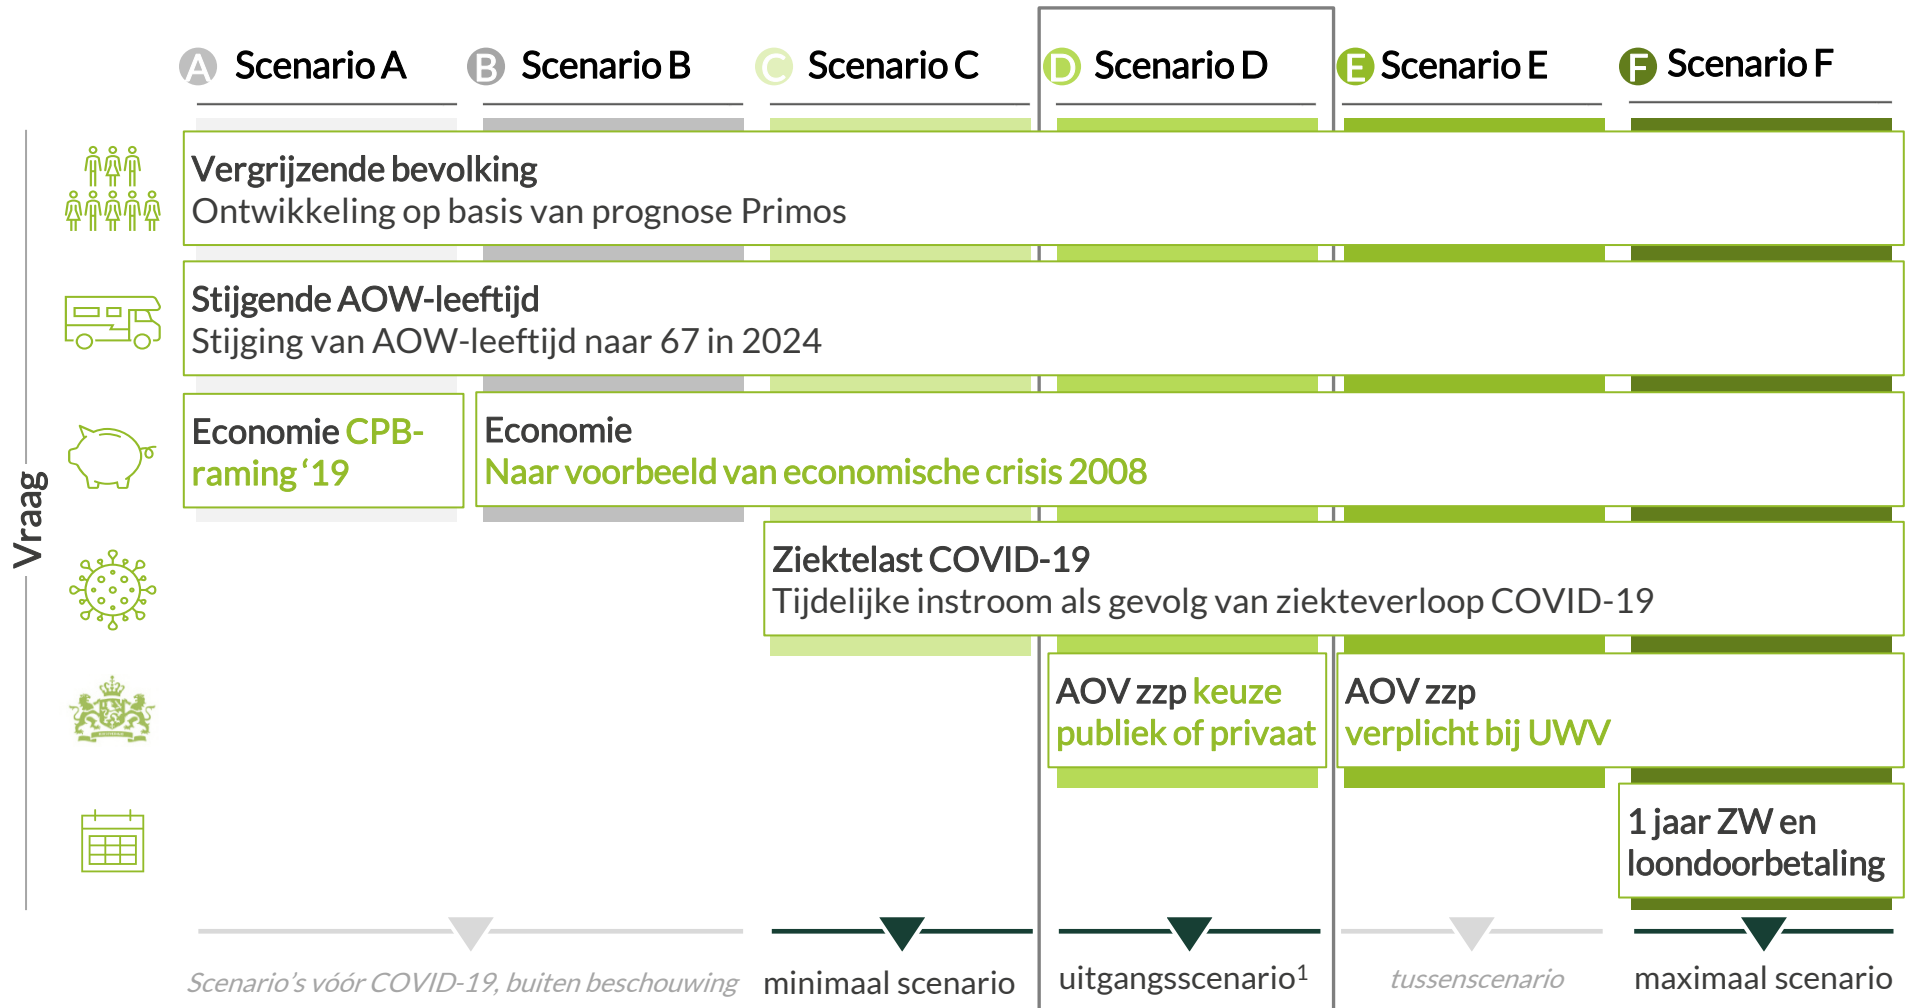 A Scenario A
B Scenario B
C Scenario C
D Scenario D
E Scenario E
F Scenario F
Vraag
Vergrijzende bevolking
Ontwikkeling op basis van prognose Primos
Stijgende AOW-leeftijd
Stijging van AOW-leeftijd naar 67 in 2024
Economie CPB-
raming ‘19
Economie
Naar voorbeeld van economische crisis 2008
Ziektelast COVID-19
Tijdelijke instroom als gevolg van ziekteverloop COVID-19
AOV zzp keuze
publiek of privaat
AOV zzp
verplicht bij UWV
1 jaar ZW en
loondoorbetaling
Scenario’s vóór COVID-19, buiten beschouwing
minimaal scenario
uitgangsscenario¹
tussenscenario
maximaal scenario